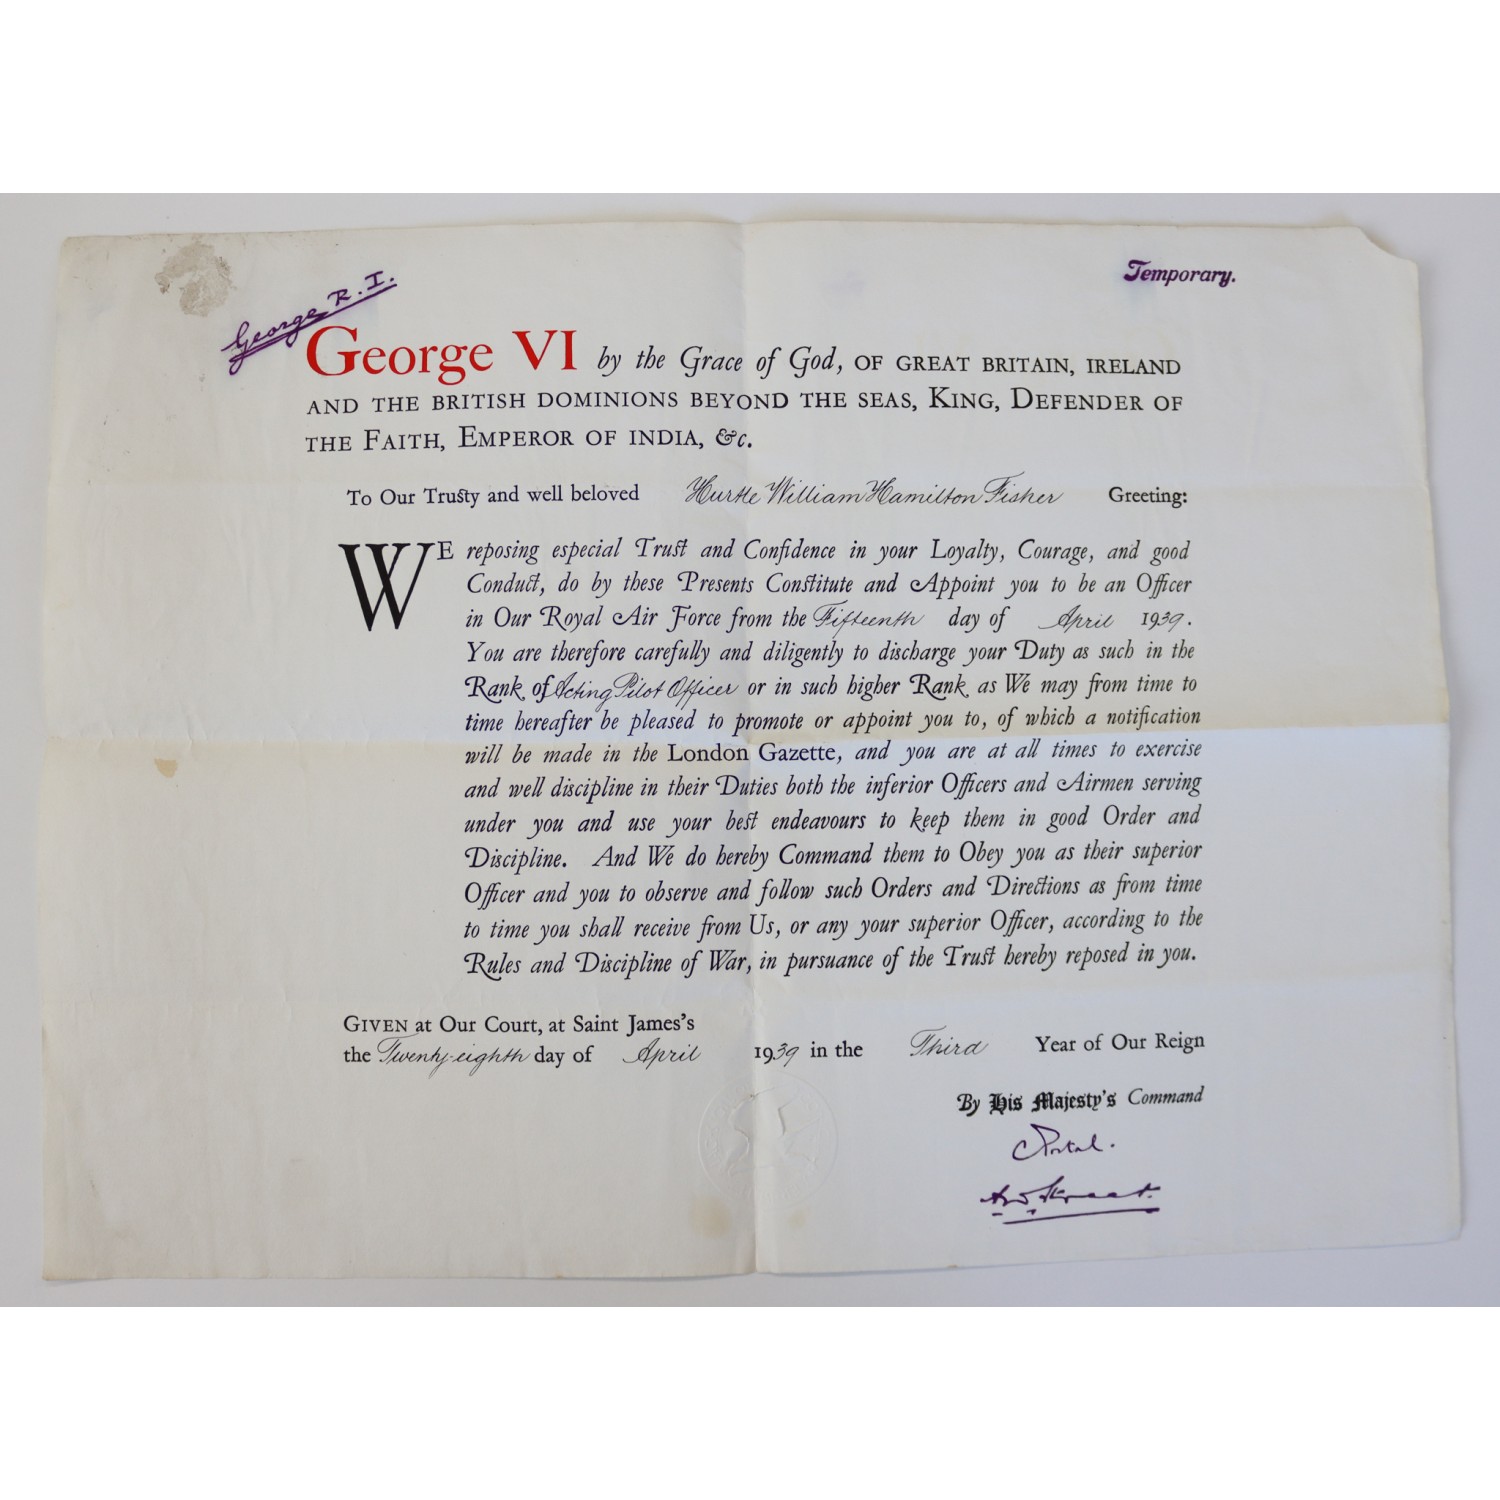 Temporary.
George R.I.
George VI by the Grace of God, OF GREAT BRITAIN, IRELAND
AND THE BRITISH DOMINIONS BEYOND THE SEAS, KING, DEFENDER OF
THE FAITH, EMPEROR OF INDIA, &c.
To Our Trusty and well beloved Hurtle William Hamilton Fisher Greeting:
WE reposing especial Trust and Confidence in your Loyalty, Courage, and good
Conduct, do by these Presents Constitute and Appoint you to be an Officer
in Our Royal Air Force from the Fifteenth day of April 1939.
You are therefore carefully and diligently to discharge your Duty as such in the
Rank of Acting Pilot Officer or in such higher Rank as We may from time to
time hereafter be pleased to promote or appoint you to, of which a notification
will be made in the London Gazette, and you are at all times to exercise
and well discipline in their Duties both the inferior Officers and Airmen serving
under you and use your best endeavours to keep them in good Order and
Discipline. And We do hereby Command them to Obey you as their superior
Officer and you to observe and follow such Orders and Directions as from time
to time you shall receive from Us, or any your superior Officer, according to the
Rules and Discipline of War, in pursuance of the Trust hereby reposed in you.
GIVEN at Our Court, at Saint James's
the Twenty-eighth day of April 1939 in the Third Year of Our Reign
By His Majesty's Command
C Portal.
A W Street.